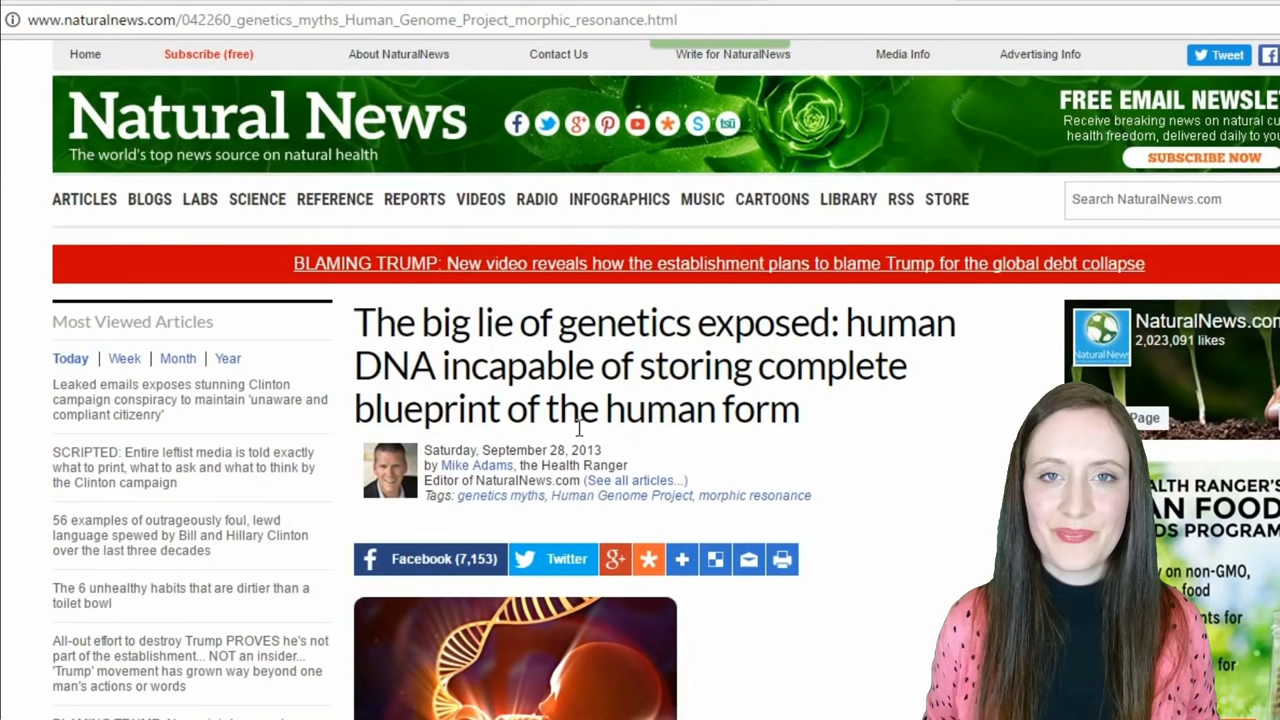 www.naturalnews.com/042260_genetics_myths_Human_Genome_Project_morphic_resonance.html
Home Subscribe (free) About NaturalNews Contact Us Write for NaturalNews Media Info Advertising Info Tweet
Natural News
The world's top news source on natural health
FREE EMAIL NEWSLE
Receive breaking news on natural cu
health freedom, delivered daily to yo
SUBSCRIBE NOW
ARTICLES BLOGS LABS SCIENCE REFERENCE REPORTS VIDEOS RADIO INFOGRAPHICS MUSIC CARTOONS LIBRARY RSS STORE
Search NaturalNews.com
BLAMING TRUMP: New video reveals how the establishment plans to blame Trump for the global debt collapse
Most Viewed Articles
Today | Week | Month | Year
Leaked emails exposes stunning Clinton
campaign conspiracy to maintain 'unaware and
compliant citizenry'
SCRIPTED: Entire leftist media is told exactly
what to print, what to ask and what to think by
the Clinton campaign
56 examples of outrageously foul, lewd
language spewed by Bill and Hillary Clinton
over the last three decades
The 6 unhealthy habits that are dirtier than a
toilet bowl
All-out effort to destroy Trump PROVES he's not
part of the establishment... NOT an insider...
'Trump' movement has grown way beyond one
man's actions or words
The big lie of genetics exposed: human
DNA incapable of storing complete
blueprint of the human form
Saturday, September 28, 2013
by Mike Adams, the Health Ranger
Editor of NaturalNews.com (See all articles...)
Tags: genetics myths, Human Genome Project, morphic resonance
Facebook (7,153) Twitter
NaturalNews.com
2,023,091 likes
Natural News
Page
ALTH RANGER'S
AN FOOD
DS PROGRAM
y on non-GMO,
food
nts for
for